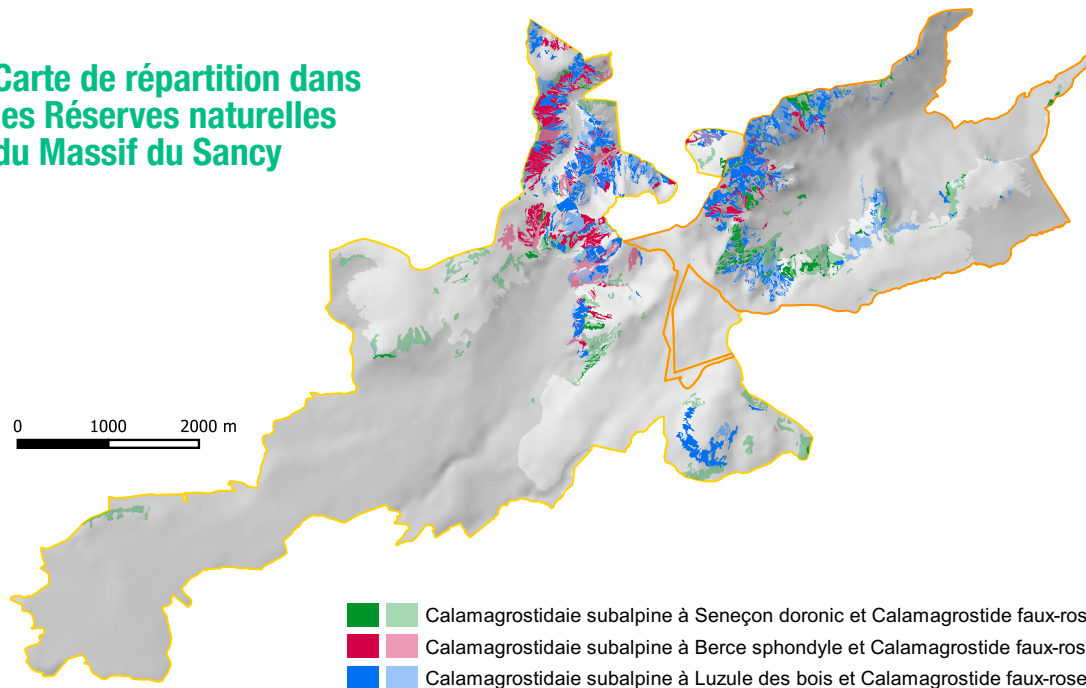 Carte de répartition dans
les Réserves naturelles
du Massif du Sancy
0 1000 2000 m
Calamagrostidaie subalpine à Seneçon doronic et Calamagrostide faux-ros
Calamagrostidaie subalpine à Berce sphondyle et Calamagrostide faux-ros
Calamagrostidaie subalpine à Luzule des bois et Calamagrostide faux-rose